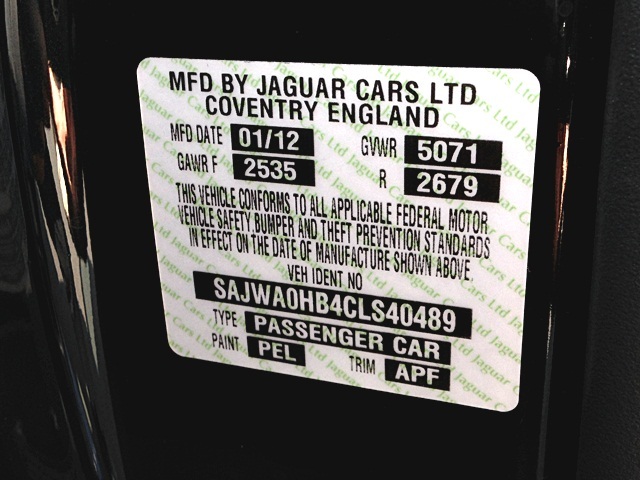 MFD BY JAGUAR CARS LTD
COVENTRY ENGLAND
MFD DATE 01/12 GVWR 5071
GAWR F 2535 R 2679
THIS VEHICLE CONFORMS TO ALL APPLICABLE FEDERAL MOTOR
VEHICLE SAFETY BUMPER AND THEFT PREVENTION STANDARDS
IN EFFECT ON THE DATE OF MANUFACTURE SHOWN ABOVE.
VEH IDENT NO
SAJWA0HB4CLS40489
TYPE PASSENGER CAR
PAINT PEL TRIM APF